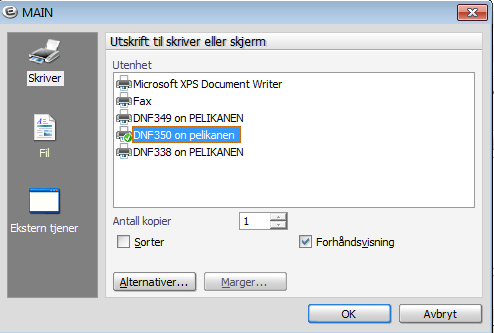 MAIN
Skriver
Fil
Ekstern tjener
Utskrift til skriver eller skjerm
Utenhet
Microsoft XPS Document Writer
Fax
DNF349 on PELIKANEN
DNF350 on pelikanen
DNF338 on PELIKANEN
Antall kopier
1
Sorter
Forhåndsvisning
Alternativer...
Marger...
OK
Avbryt